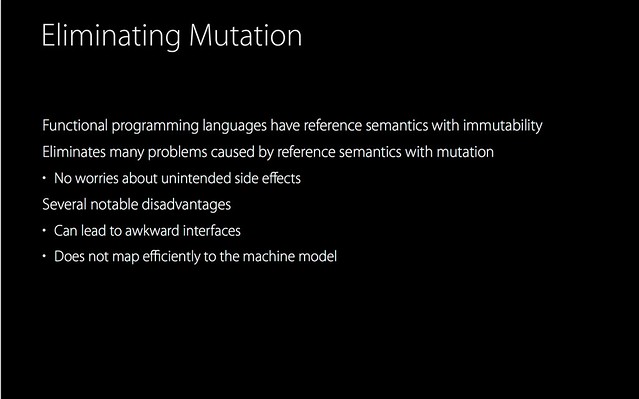 Eliminating Mutation
Functional programming languages have reference semantics with immutability
Eliminates many problems caused by reference semantics with mutation
• No worries about unintended side effects
Several notable disadvantages
• Can lead to awkward interfaces
• Does not map efficiently to the machine model